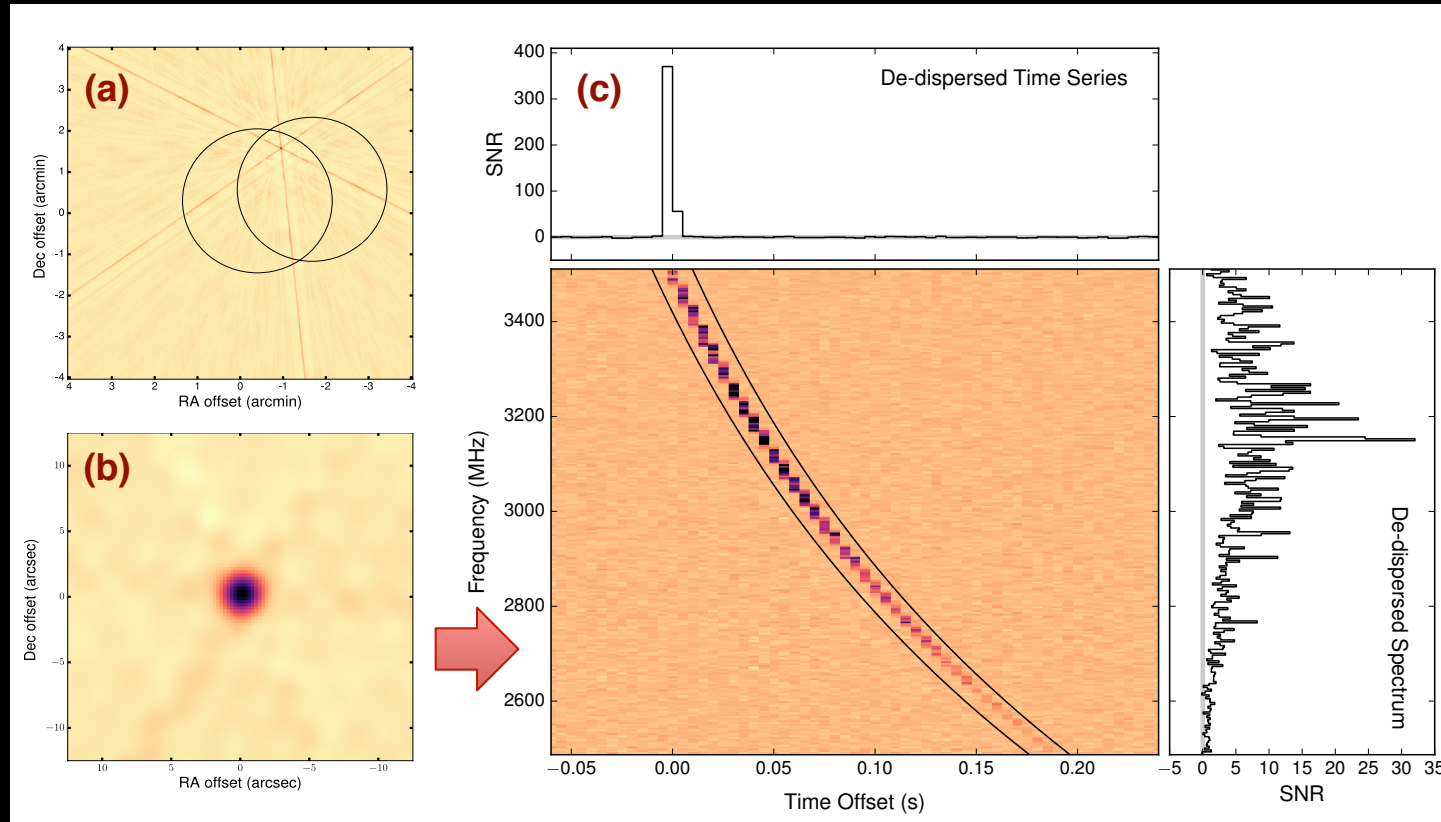 (a)
4
3
2
1
0
-1
-2
-3
-4
Dec offset (arcmin)
4 3 2 1 0 -1 -2 -3 -4
RA offset (arcmin)
(b)
10
5
0
−5
−10
Dec offset (arcsec)
10 5 0 −5 −10
RA offset (arcsec)
(c)
De-dispersed Time Series
400
300
200
100
0
SNR
3400
3200
3000
2800
2600
Frequency (MHz)
−0.05 0.00 0.05 0.10 0.15 0.20
Time Offset (s)
De-dispersed Spectrum
−5 0 5 10 15 20 25 30 35
SNR